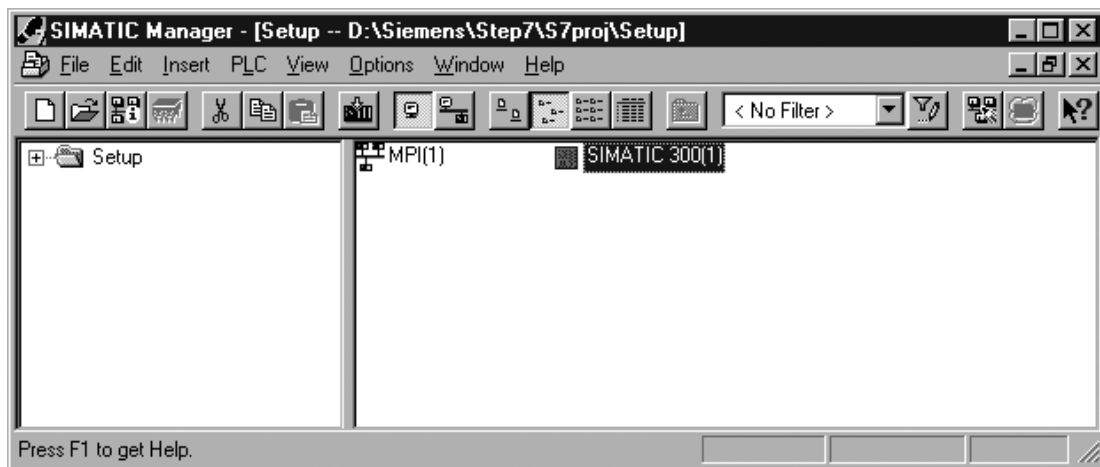 SIMATIC Manager - [Setup -- D:\Siemens\Step7\S7proj\Setup]
File Edit Insert PLC View Options Window Help
< No Filter >
Setup
MPI(1) SIMATIC 300(1)
Press F1 to get Help.